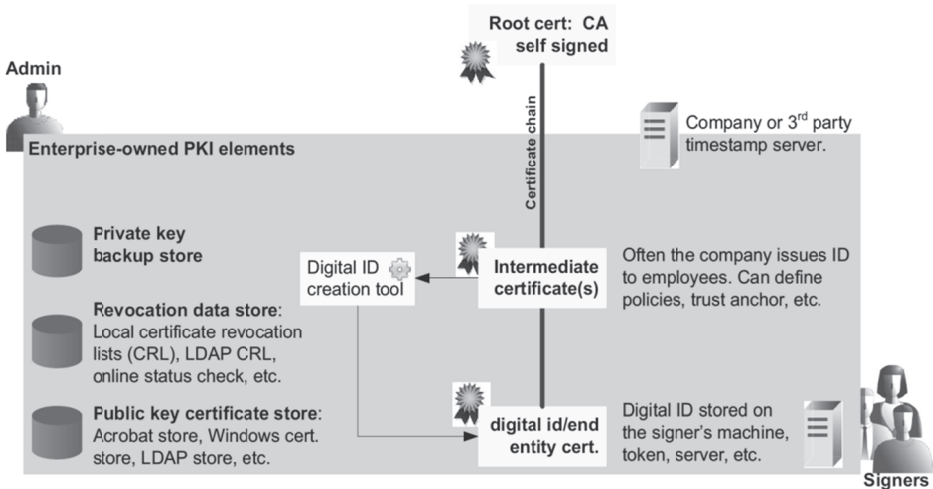 Root cert: CA
self signed
Admin
Certificate chain
Company or 3rd party
timestamp server.
Enterprise-owned PKI elements
Private key
backup store
Digital ID
creation tool
Intermediate
certificate(s)
Often the company issues ID
to employees. Can define
policies, trust anchor, etc.
Revocation data store:
Local certificate revocation
lists (CRL), LDAP CRL,
online status check, etc.
Public key certificate store:
Acrobat store, Windows cert.
store, LDAP store, etc.
digital id/end
entity cert.
Digital ID stored on
the signer's machine,
token, server, etc.
Signers